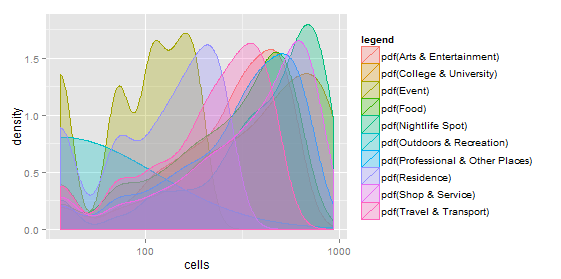 legend
pdf(Arts & Entertainment)
pdf(College & University)
pdf(Event)
pdf(Food)
pdf(Nightlife Spot)
pdf(Outdoors & Recreation)
pdf(Professional & Other Places)
pdf(Residence)
pdf(Shop & Service)
pdf(Travel & Transport)
density
1.5
1.0
0.5
0.0
100
1000
cells